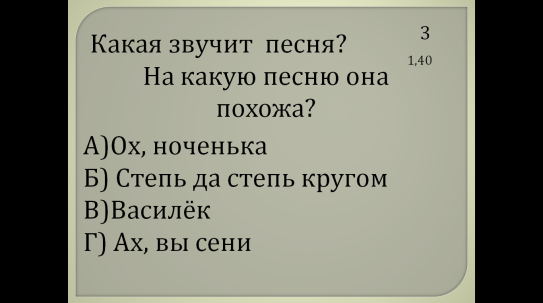 Какая звучит песня?
3
На какую песню она
1,40
похожа?
А)Ох, ноченька
Б) Степь да степь кругом
В)Василёк
Г) Ах, вы сени